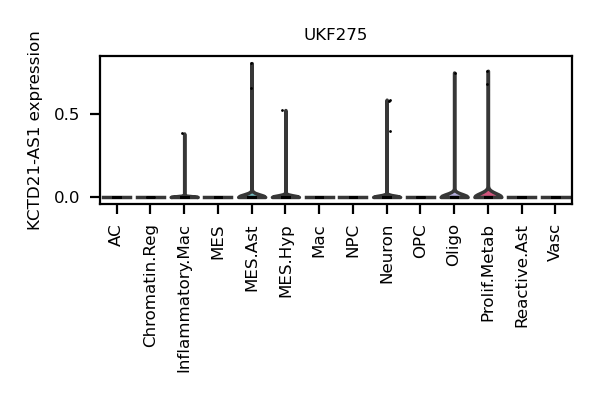 UKF275
KCTD21-AS1 expression
0.5
0.0
AC
Chromatin.Reg
Inflammatory.Mac
MES
MES.Ast
MES.Hyp
Mac
NPC
Neuron
OPC
Oligo
Prolif.Metab
Reactive.Ast
Vasc